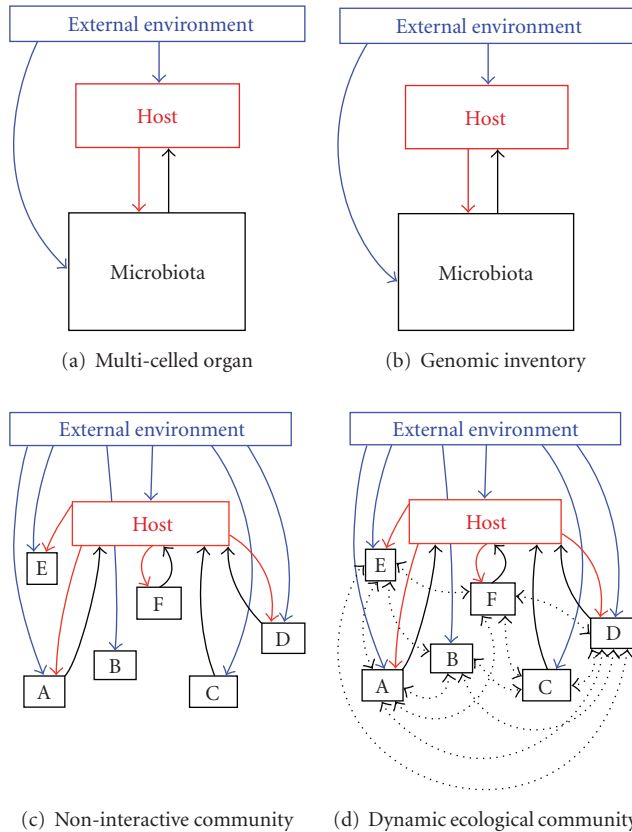 External environment
Host
Microbiota
(a) Multi-celled organ
External environment
Host
Microbiota
(b) Genomic inventory
External environment
Host
E
F
D
B
A
C
(c) Non-interactive community
External environment
Host
E
F
D
B
A
C
(d) Dynamic ecological community